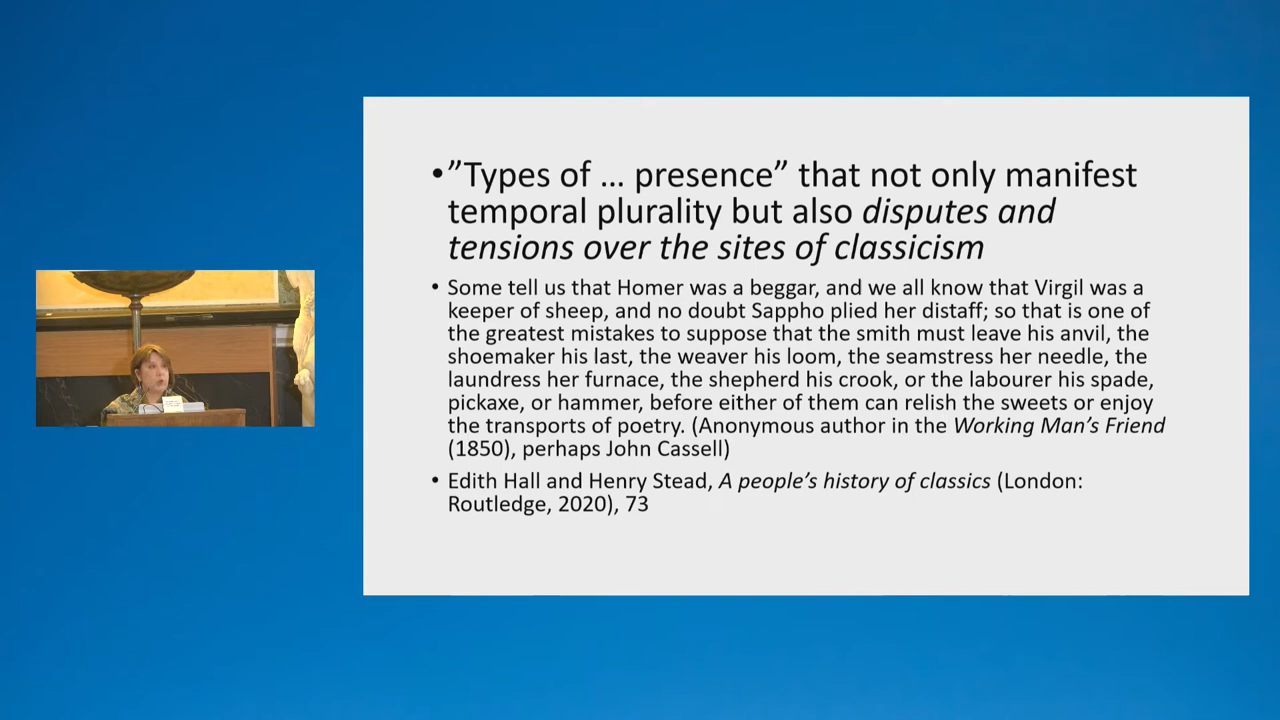 •”Types of ... presence” that not only manifest
temporal plurality but also disputes and
tensions over the sites of classicism
• Some tell us that Homer was a beggar, and we all know that Virgil was a
keeper of sheep, and no doubt Sappho plied her distaff; so that is one of
the greatest mistakes to suppose that the smith must leave his anvil, the
shoemaker his last, the weaver his loom, the seamstress her needle, the
laundress her furnace, the shepherd his crook, or the labourer his spade,
pickaxe, or hammer, before either of them can relish the sweets or enjoy
the transports of poetry. (Anonymous author in the Working Man’s Friend
(1850), perhaps John Cassell)
• Edith Hall and Henry Stead, A people’s history of classics (London:
Routledge, 2020), 73